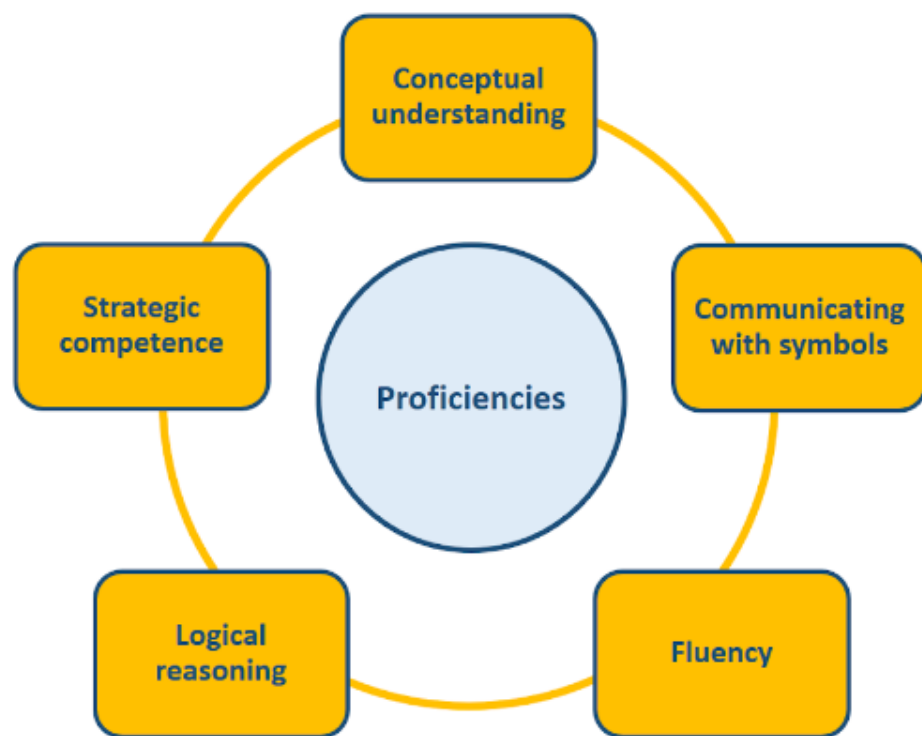 Conceptual
understanding
Strategic
competence
Communicating
with symbols
Proficiencies
Logical
reasoning
Fluency